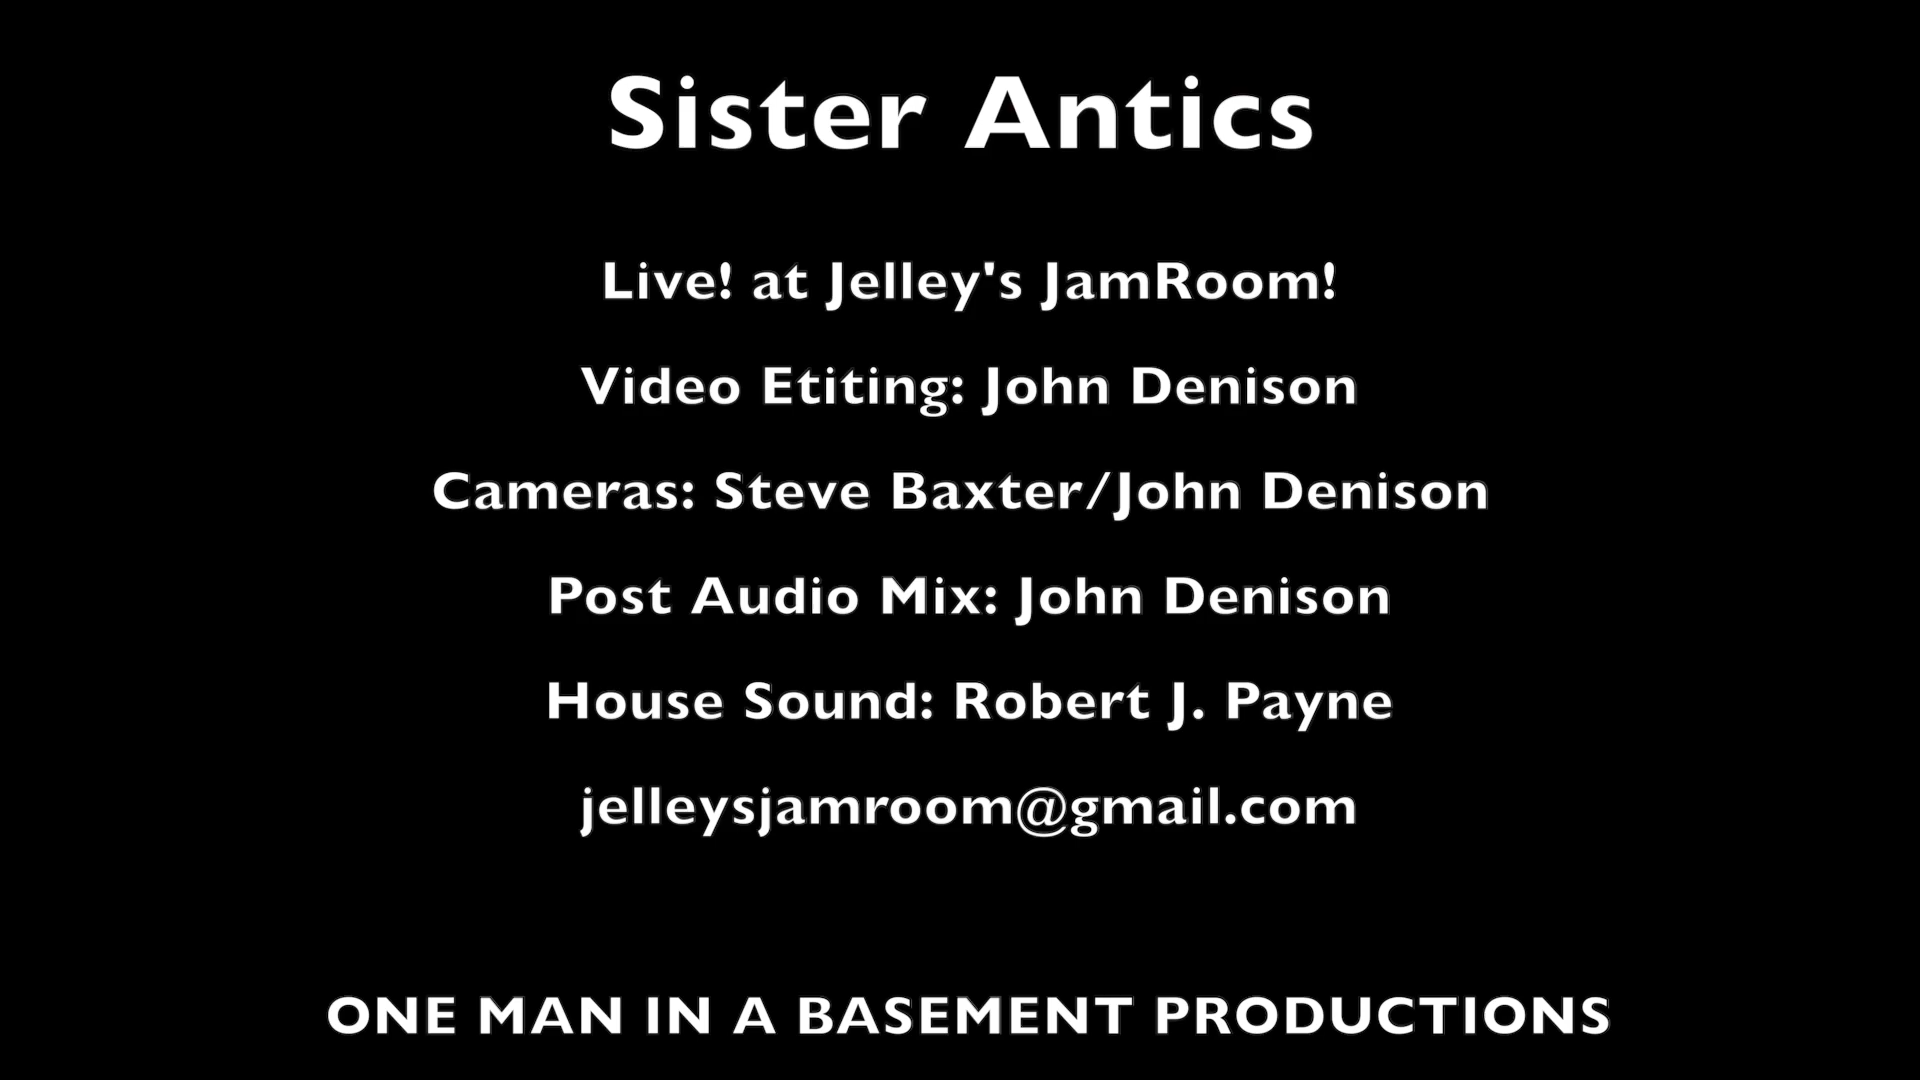 Sister Antics
Live! at Jelley's JamRoom!
Video Etiting: John Denison
Cameras: Steve Baxter/John Denison
Post Audio Mix: John Denison
House Sound: Robert J. Payne
jelleysjamroom@gmail.com
ONE MAN IN A BASEMENT PRODUCTIONS